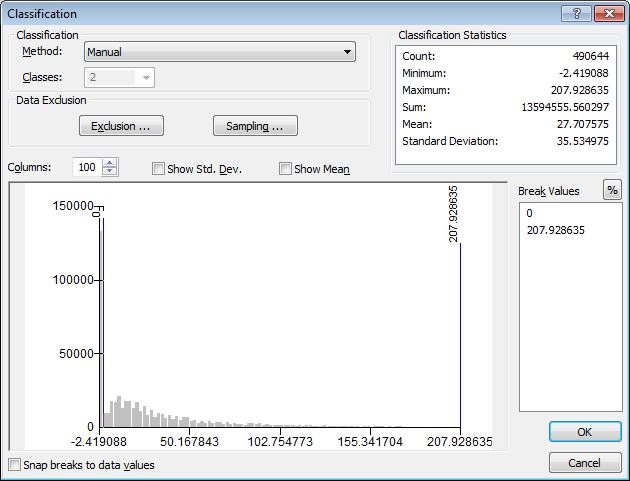 Classification
Classification
Method: Manual
Classes: 2
Data Exclusion
Exclusion ...
Sampling ...
Classification Statistics
Count: 490644
Minimum: -2.419088
Maximum: 207.928635
Sum: 13594555.560297
Mean: 27.707575
Standard Deviation: 35.534975
Columns: 100
Show Std. Dev.
Show Mean
Break Values
%
0
207.928635
150000
100000
50000
0
0
207.928635
-2.419088 50.167843 102.754773 155.341704 207.928635
OK
Snap breaks to data values
Cancel